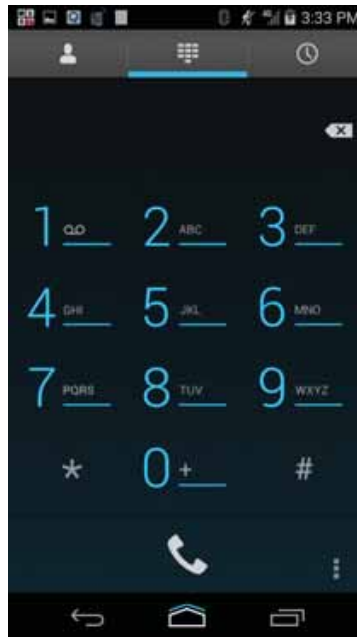 3:33 PM
1 2 ABC 3 DEF
4 GHI 5 JKL 6 MNO
7 PQRS 8 TUV 9 WXYZ
* 0 + #